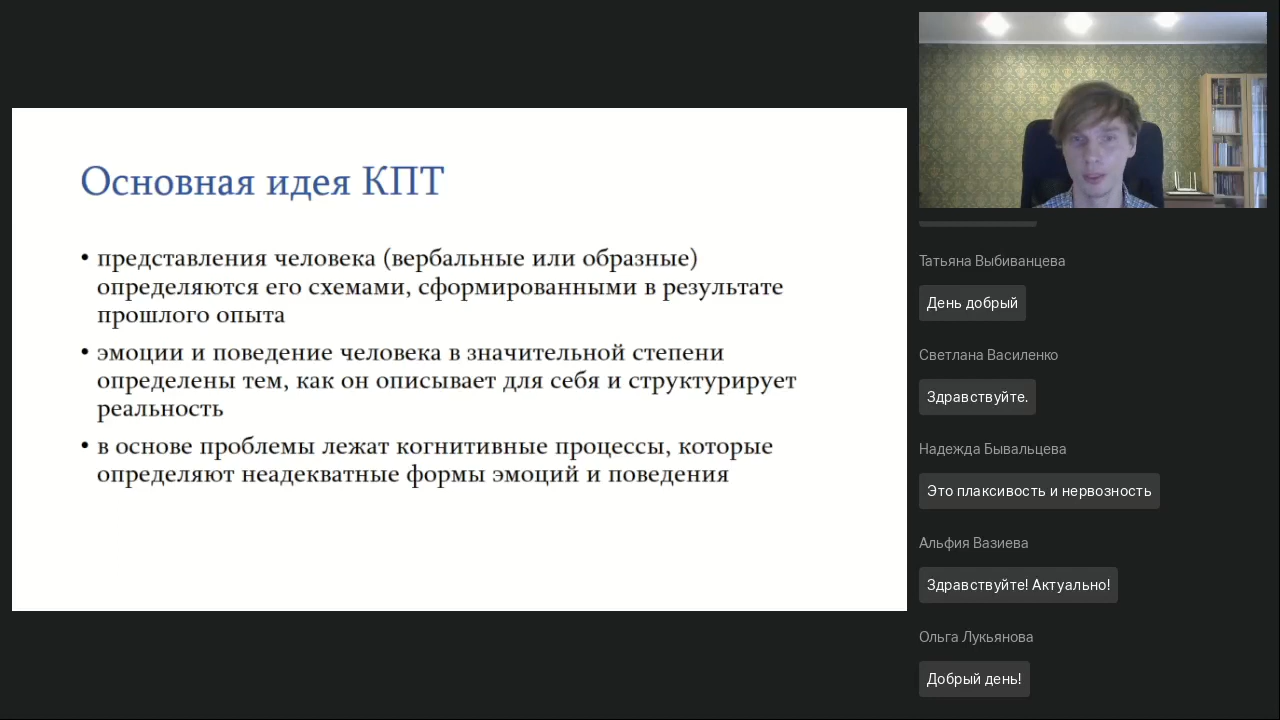 Основная идея КПТ
• представления человека (вербальные или образные)
определяются его схемами, сформированными в результате
прошлого опыта
• эмоции и поведение человека в значительной степени
определены тем, как он описывает для себя и структурирует
реальность
• в основе проблемы лежат когнитивные процессы, которые
определяют неадекватные формы эмоций и поведения
Татьяна Выбиванцева
День добрый
Светлана Василенко
Здравствуйте.
Надежда Бывальцева
Это плаксивость и нервозность
Альфия Вазиева
Здравствуйте! Актуально!
Ольга Лукьянова
Добрый день!